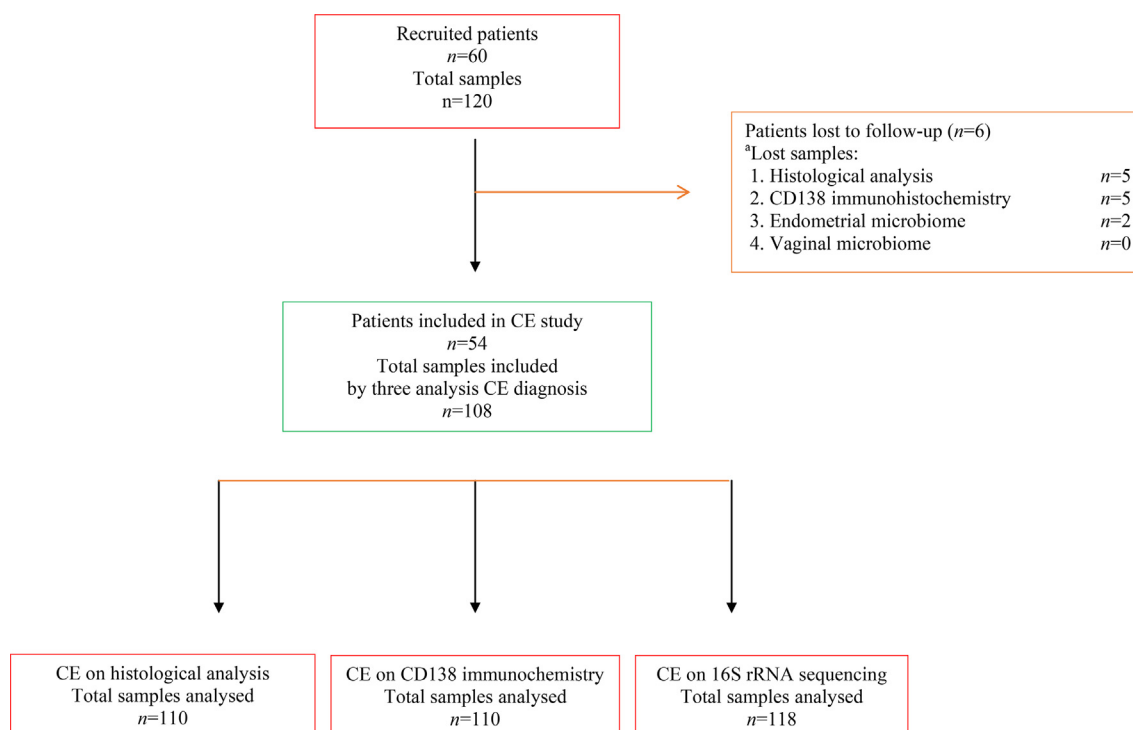 Recruited patients
n=60
Total samples
n=120
Patients lost to follow-up (n=6)
aLost samples:
1. Histological analysis n=5
2. CD138 immunohistochemistry n=5
3. Endometrial microbiome n=2
4. Vaginal microbiome n=0
Patients included in CE study
n=54
Total samples included
by three analysis CE diagnosis
n=108
CE on histological analysis
Total samples analysed
n=110
CE on CD138 immunochemistry
Total samples analysed
n=110
CE on 16S rRNA sequencing
Total samples analysed
n=118